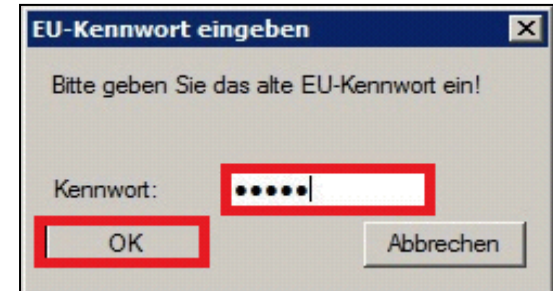 EU-Kennwort eingeben
Bitte geben Sie das alte EU-Kennwort ein!
Kennwort: •••••
OK Abbrechen